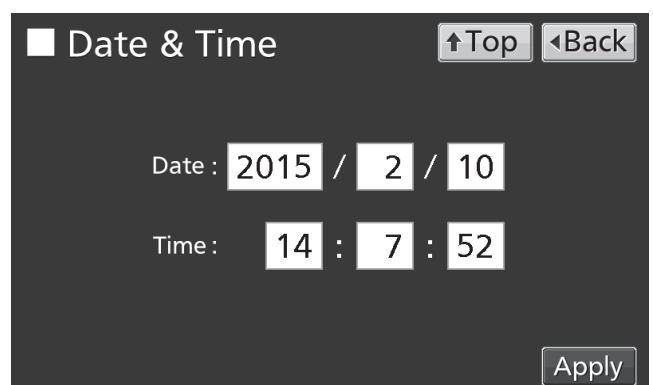 Date & Time ↑Top ◂Back
Date : 2015 / 2 / 10
Time : 14 : 7 : 52
Apply